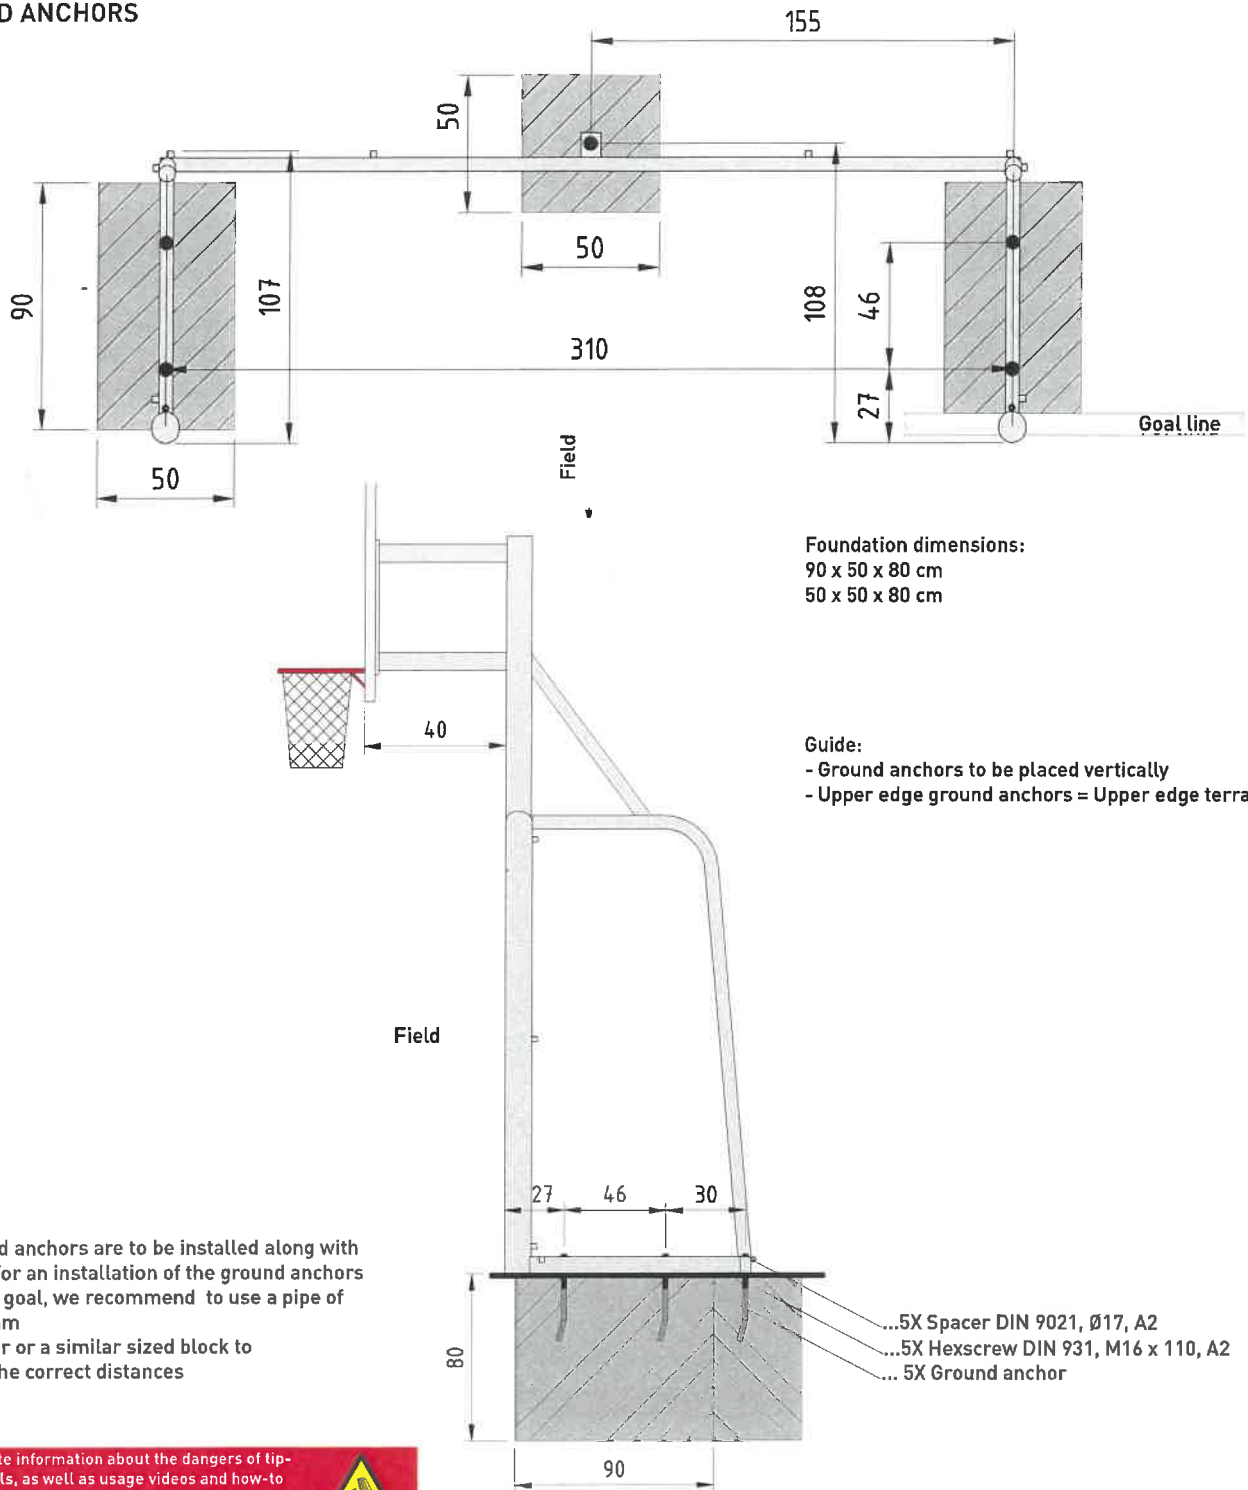 D ANCHORS
155
50
50
90
107
310
108
46
27
Goal line
50
Field
Foundation dimensions:
90 x 50 x 80 cm
50 x 50 x 80 cm
40
Guide:
- Ground anchors to be placed vertically
- Upper edge ground anchors = Upper edge terra
Field
27
46
30
d anchors are to be installed along with
or an installation of the ground anchors
goal, we recommend to use a pipe of
m
r or a similar sized block to
he correct distances
80
...5X Spacer DIN 9021, Ø17, A2
...5X Hexscrew DIN 931, M16 x 110, A2
... 5X Ground anchor
90
te information about the dangers of tip-
ls, as well as usage videos and how-to